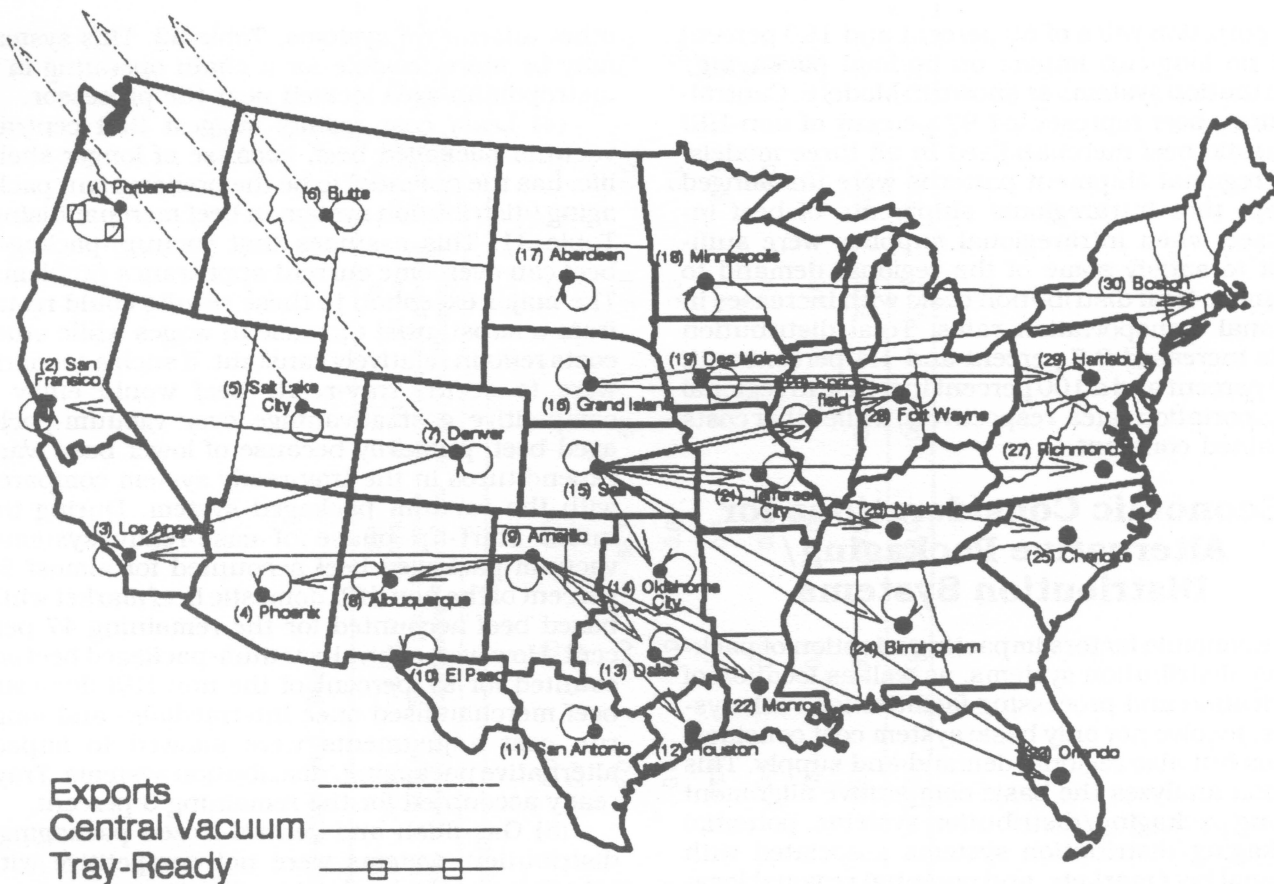 (1) Portland
(6) Butte
(17) Aberdeen
(18) Minneapolis
(30) Boston
(2) San
Fransico
(5) Salt Lake
City
(7) Denver
(16) Grand Island
(19) Des Moines
(20) Spring-
field
(28) Fort Wayne
(29) Harrisburg
(27) Richmond
(15) Salina
(21) Jefferson
City
(26) Nashville
(25) Charlotte
(3) Los Angeles
(4) Phoenix
(8) Albuquerque
(9) Amarillo
(14) Oklahoma
City
(24) Birmingham
(10) El Paso
(13) Dallas
(22) Monroe
(11) San Antonio
(12) Houston
Orlando
Exports
Central Vacuum
Tray-Ready